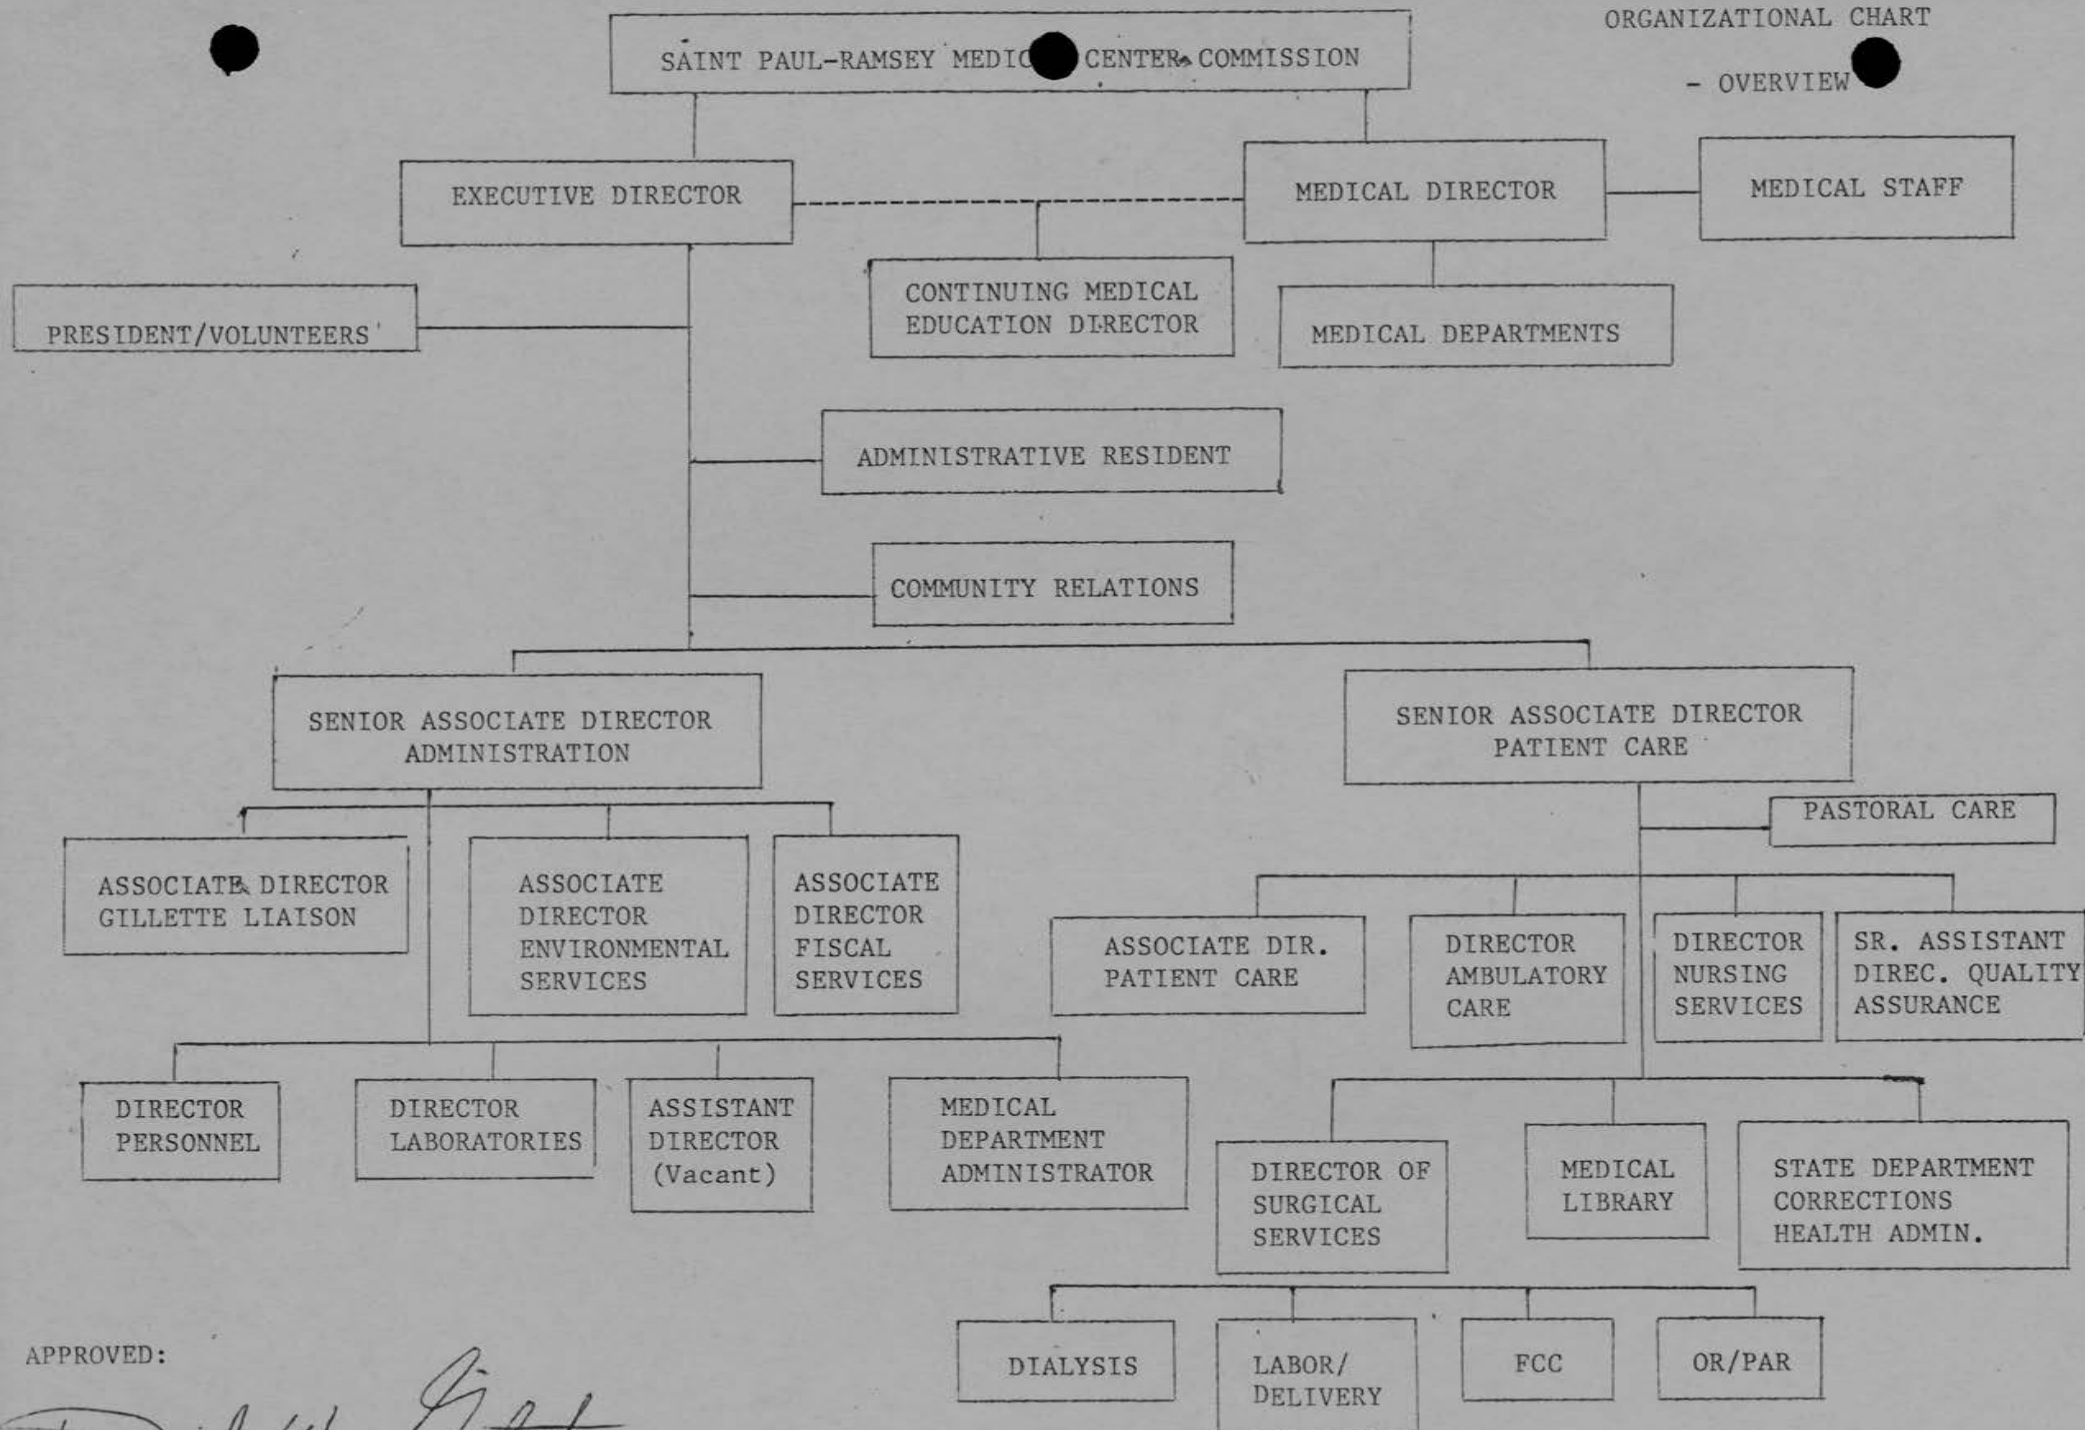 ORGANIZATIONAL CHART
- OVERVIEW
SAINT PAUL-RAMSEY MEDIC CENTER COMMISSION
EXECUTIVE DIRECTOR
MEDICAL DIRECTOR
MEDICAL STAFF
CONTINUING MEDICAL
EDUCATION DIRECTOR
PRESIDENT/VOLUNTEERS
MEDICAL DEPARTMENTS
ADMINISTRATIVE RESIDENT
COMMUNITY RELATIONS
SENIOR ASSOCIATE DIRECTOR
ADMINISTRATION
SENIOR ASSOCIATE DIRECTOR
PATIENT CARE
PASTORAL CARE
ASSOCIATE DIRECTOR
GILLETTE LIAISON
ASSOCIATE
DIRECTOR
ENVIRONMENTAL
SERVICES
ASSOCIATE
DIRECTOR
FISCAL
SERVICES
ASSOCIATE DIR.
PATIENT CARE
DIRECTOR
AMBULATORY
CARE
DIRECTOR
NURSING
SERVICES
SR. ASSISTANT
DIREC. QUALITY
ASSURANCE
DIRECTOR
PERSONNEL
DIRECTOR
LABORATORIES
ASSISTANT
DIRECTOR
(Vacant)
MEDICAL
DEPARTMENT
ADMINISTRATOR
DIRECTOR OF
SURGICAL
SERVICES
MEDICAL
LIBRARY
STATE DEPARTMENT
CORRECTIONS
HEALTH ADMIN.
DIALYSIS
LABOR/
DELIVERY
FCC
OR/PAR
APPROVED: